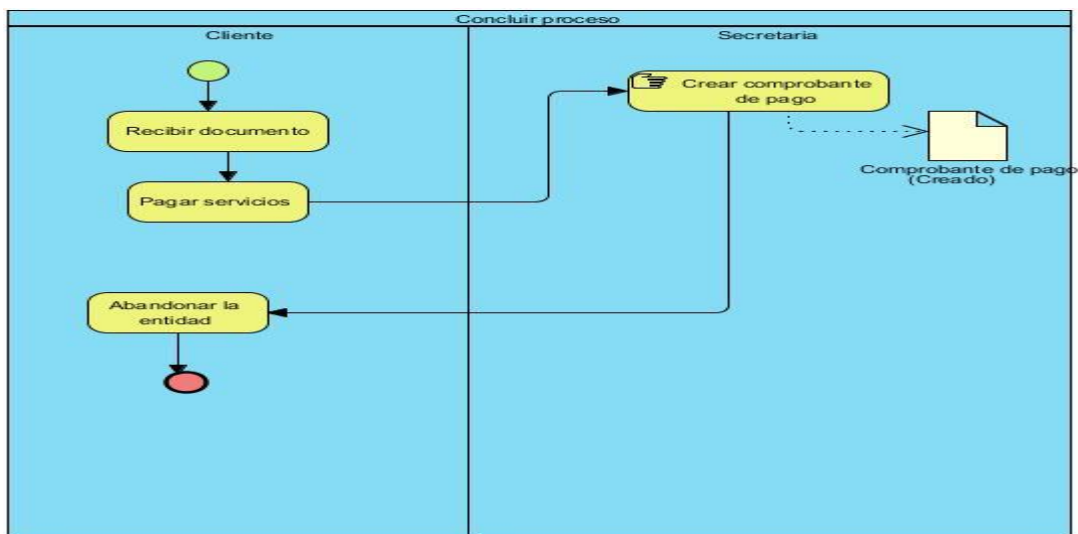 Concluir proceso
Cliente
Secretaria
Recibir documento
Pagar servicios
Crear comprobante
de pago
Comprobante de pago
(Creado)
Abandonar la
entidad